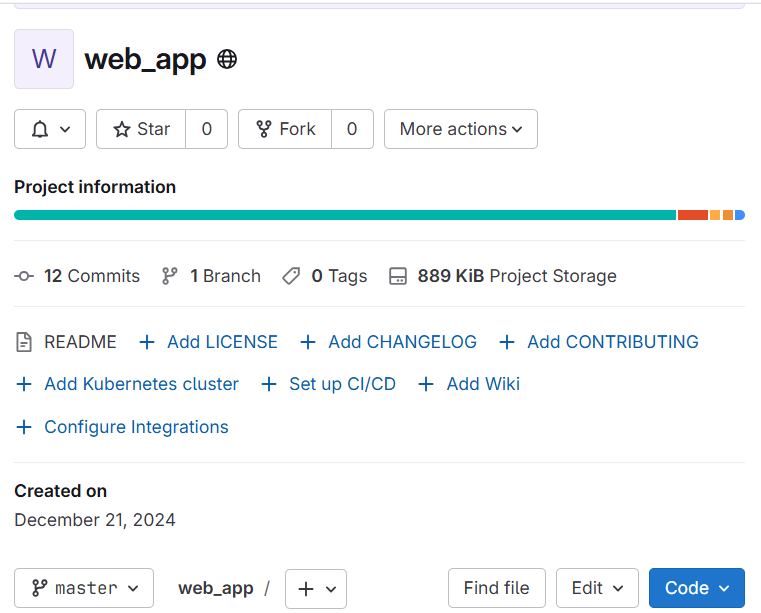 W web_app
Star 0 Fork 0 More actions
Project information
12 Commits 1 Branch 0 Tags 889 KiB Project Storage
README + Add LICENSE + Add CHANGELOG + Add CONTRIBUTING
+ Add Kubernetes cluster + Set up CI/CD + Add Wiki
+ Configure Integrations
Created on
December 21, 2024
master web_app / + Find file Edit Code